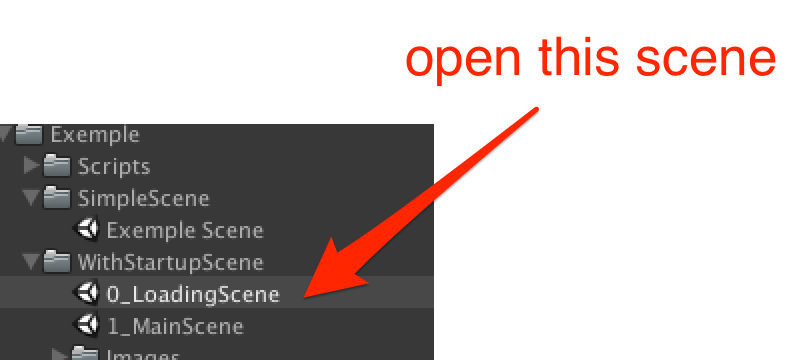 open this scene
Exemple
Scripts
SimpleScene
Exemple Scene
WithStartupScene
0_LoadingScene
1_MainScene
Images